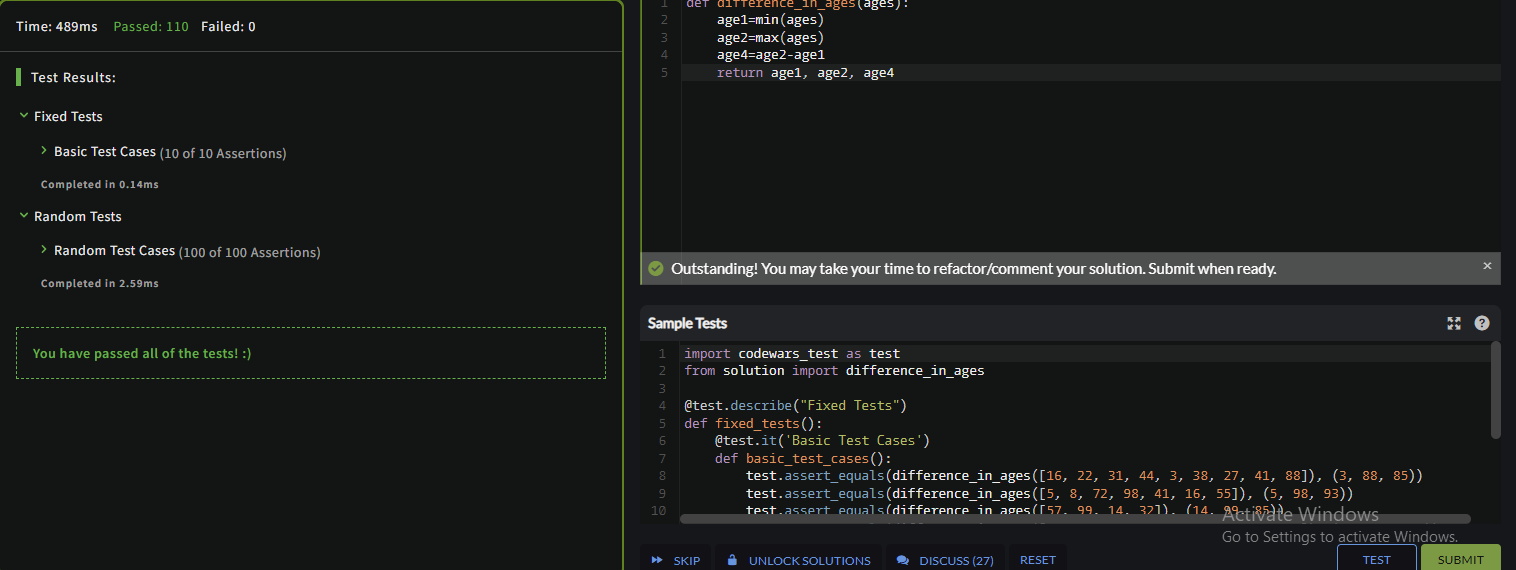 Time: 489ms Passed: 110 Failed: 0
Test Results:
Fixed Tests
Basic Test Cases (10 of 10 Assertions)
Completed in 0.14ms
Random Tests
Random Test Cases (100 of 100 Assertions)
Completed in 2.59ms
You have passed all of the tests! :)
1 def difference_in_ages(ages):
2 age1=min(ages)
3 age2=max(ages)
4 age4=age2-age1
5 return age1, age2, age4
Outstanding! You may take your time to refactor/comment your solution. Submit when ready.
Sample Tests
1 import codewars_test as test
2 from solution import difference_in_ages
3
4 @test.describe("Fixed Tests")
5 def fixed_tests():
6 @test.it('Basic Test Cases')
7 def basic_test_cases():
8 test.assert_equals(difference_in_ages([16, 22, 31, 44, 3, 38, 27, 41, 88]), (3, 88, 85))
9 test.assert_equals(difference_in_ages([5, 8, 72, 98, 41, 16, 55]), (5, 98, 93))
10 test.assert_equals(difference_in_ages([57, 99, 14, 32]), (14, 99, 85))
Activate Windows
Go to Settings to activate Windows.
SKIP UNLOCK SOLUTIONS DISCUSS (27) RESET TEST SUBMIT